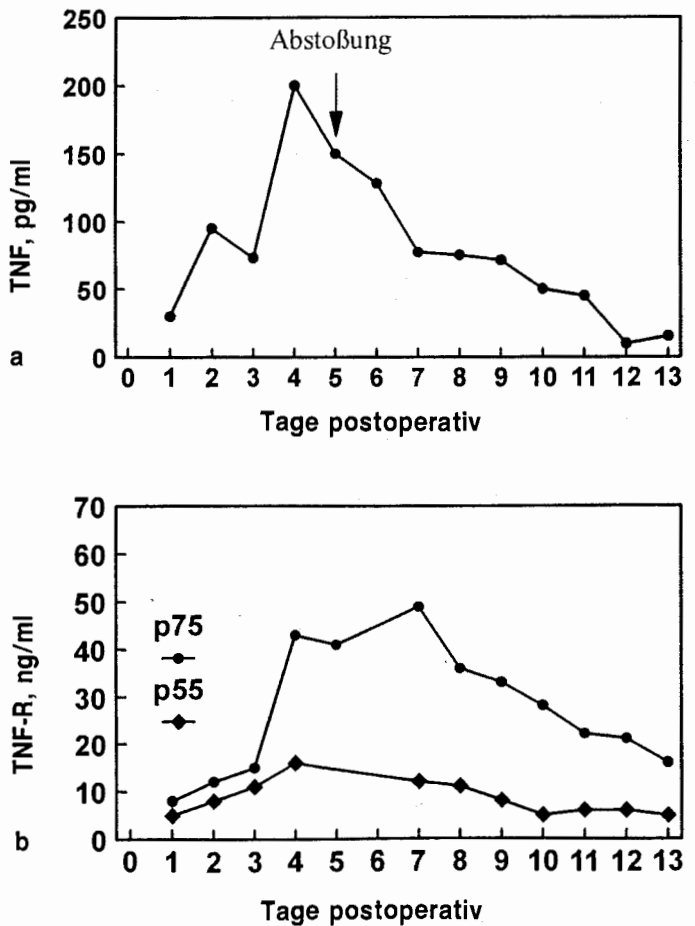 250
Abstoßung
200
150
100
50
0
TNF, pg/ml
a
0 1 2 3 4 5 6 7 8 9 10 11 12 13
Tage postoperativ
70
60
50
40
30
20
10
0
p75
p55
TNF-R, ng/ml
b
0 1 2 3 4 5 6 7 8 9 10 11 12 13
Tage postoperativ